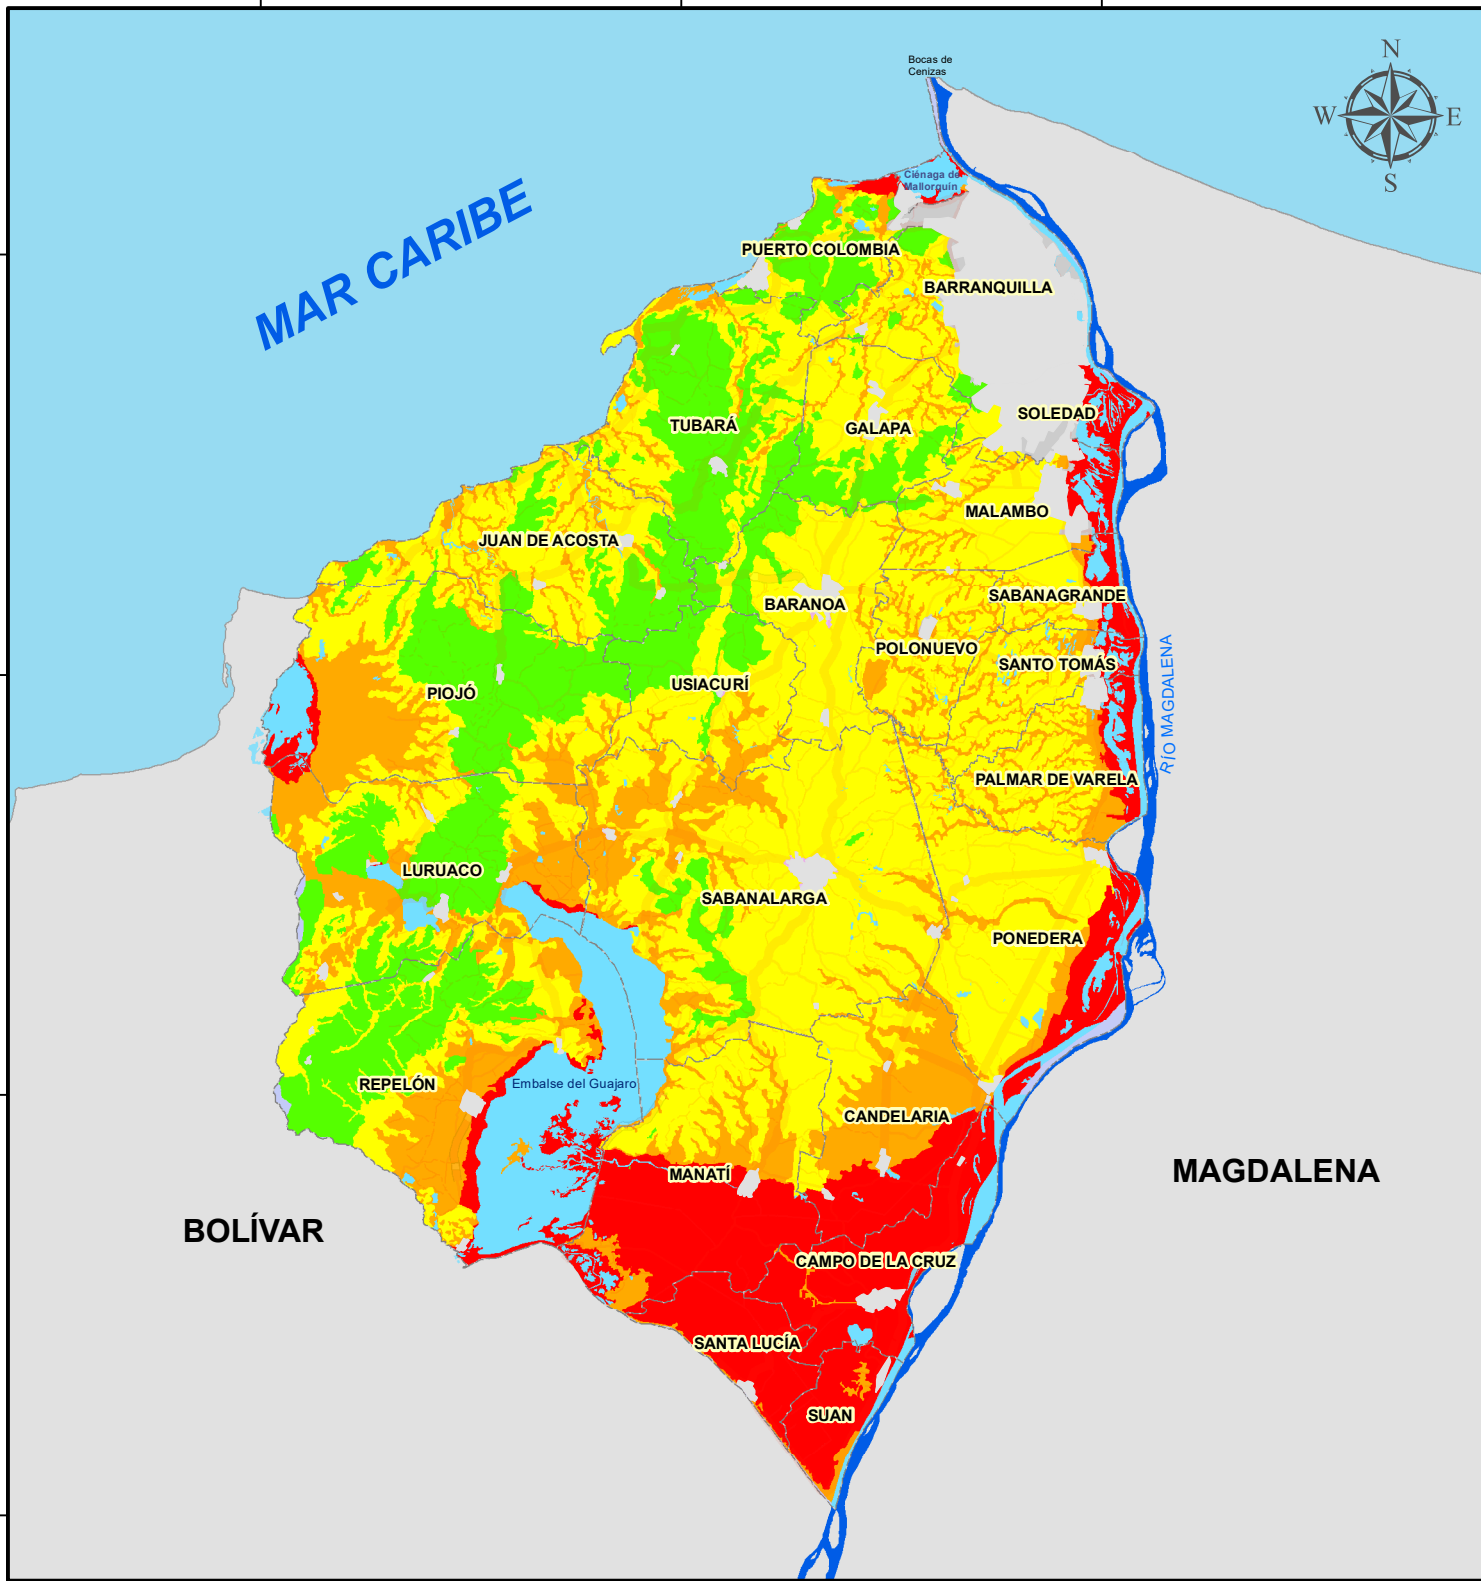 Bocas de
Cenizas
N
W
E
S
Ciénaga de
Mallorquín
MAR CARIBE
PUERTO COLOMBIA
BARRANQUILLA
SOLEDAD
TUBARÁ
GALAPA
MALAMBO
JUAN DE ACOSTA
SABANAGRANDE
BARANOA
POLONUEVO
SANTO TOMÁS
USIACURÍ
PIOJÓ
RÍO MAGDALENA
PALMAR DE VARELA
LURUACO
SABANALARGA
PONEDERA
REPELÓN
Embalse del Guajaro
CANDELARIA
MANATÍ
MAGDALENA
BOLÍVAR
CAMPO DE LA CRUZ
SANTA LUCÍA
SUAN